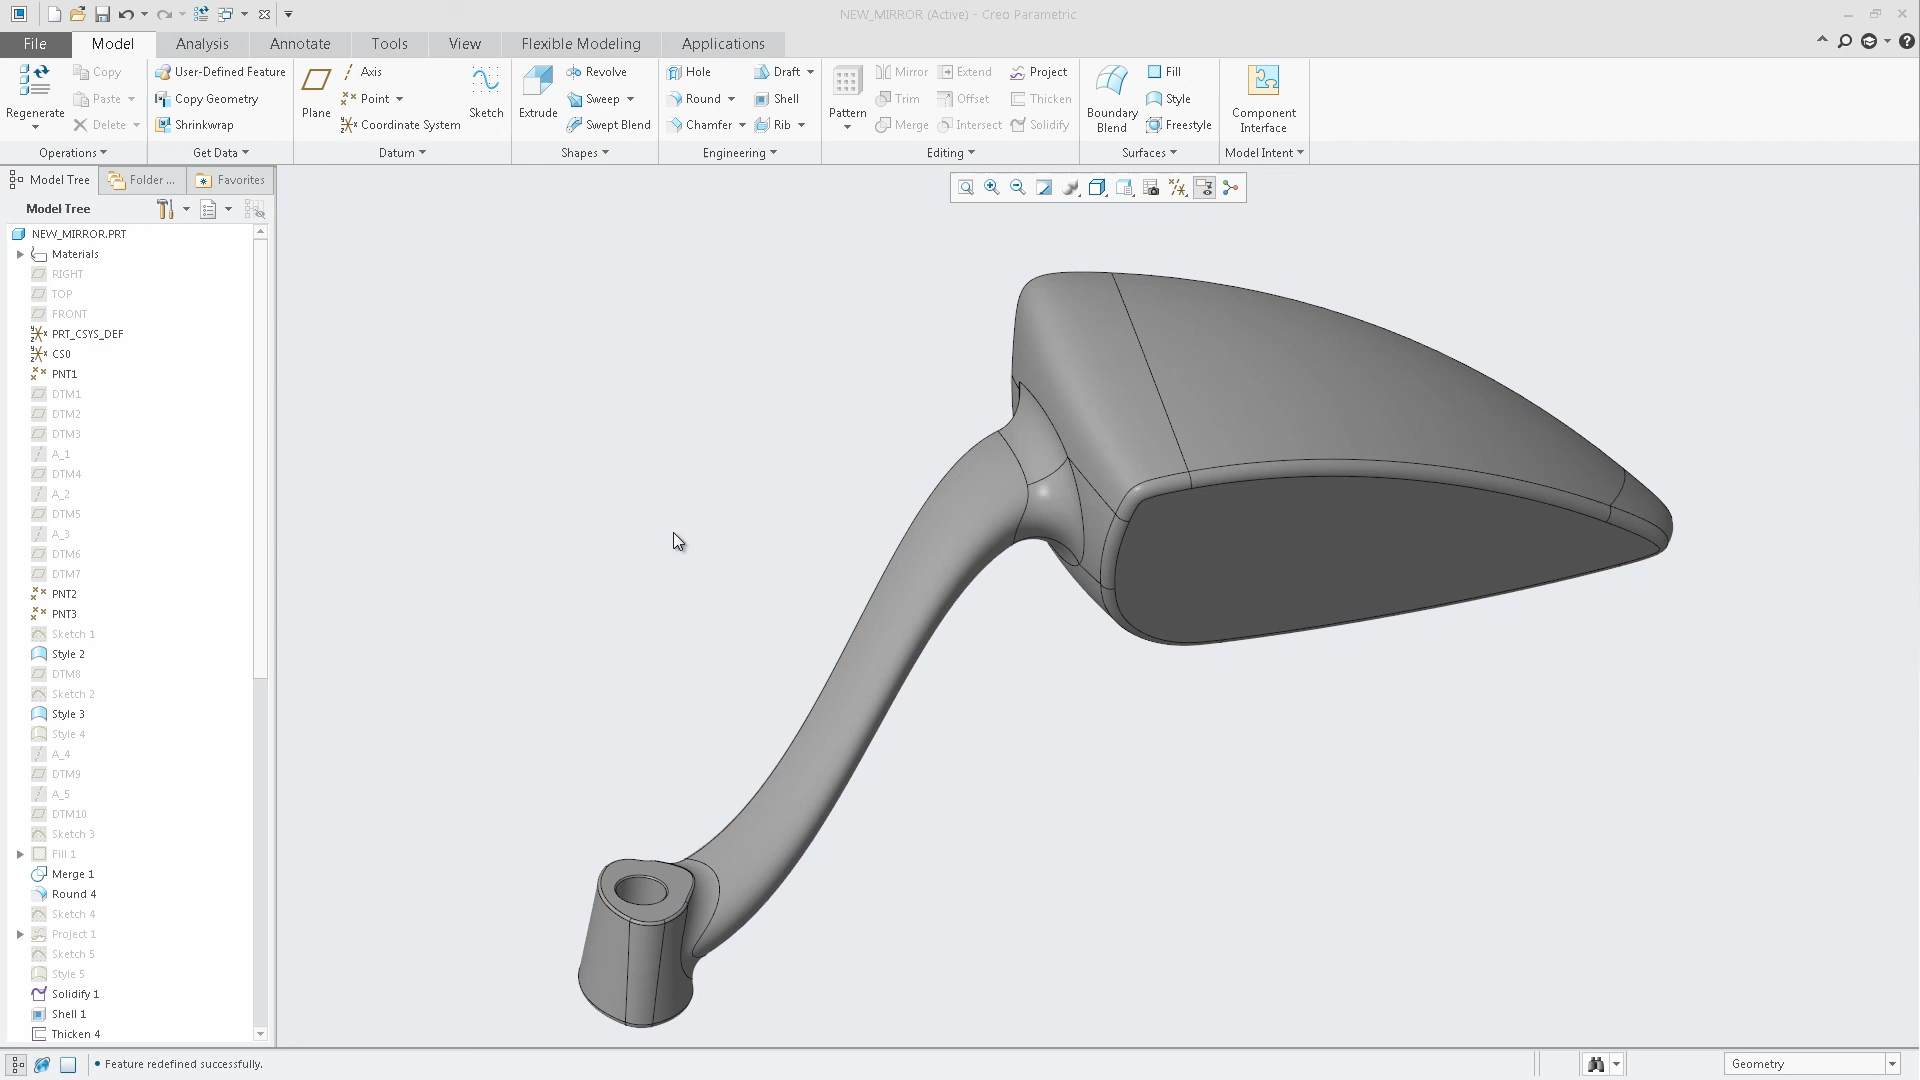 NEW_MIRROR (Active) - Creo Parametric
File Model Analysis Annotate Tools View Flexible Modeling Applications
Regenerate Copy Paste Delete
Operations
User-Defined Feature
Copy Geometry
Shrinkwrap
Get Data
Plane Axis Point Coordinate System Sketch
Datum
Extrude Revolve Sweep Swept Blend
Shapes
Hole Round Chamfer Draft Shell Rib
Engineering
Pattern Mirror Trim Merge Extend Offset Intersect Project Thicken Solidify
Editing
Boundary Blend Fill Style Freestyle
Surfaces
Component Interface
Model Intent
Model Tree Folder ... Favorites
Model Tree
NEW_MIRROR.PRT
Materials
RIGHT
TOP
FRONT
PRT_CSYS_DEF
CS0
PNT1
DTM1
DTM2
DTM3
A_1
DTM4
A_2
DTM5
A_3
DTM6
DTM7
PNT2
PNT3
Sketch 1
Style 2
DTM8
Sketch 2
Style 3
Style 4
A_4
DTM9
A_5
DTM10
Sketch 3
Fill 1
Merge 1
Round 4
Sketch 4
Project 1
Sketch 5
Style 5
Solidify 1
Shell 1
Thicken 4
• Feature redefined successfully.
Geometry